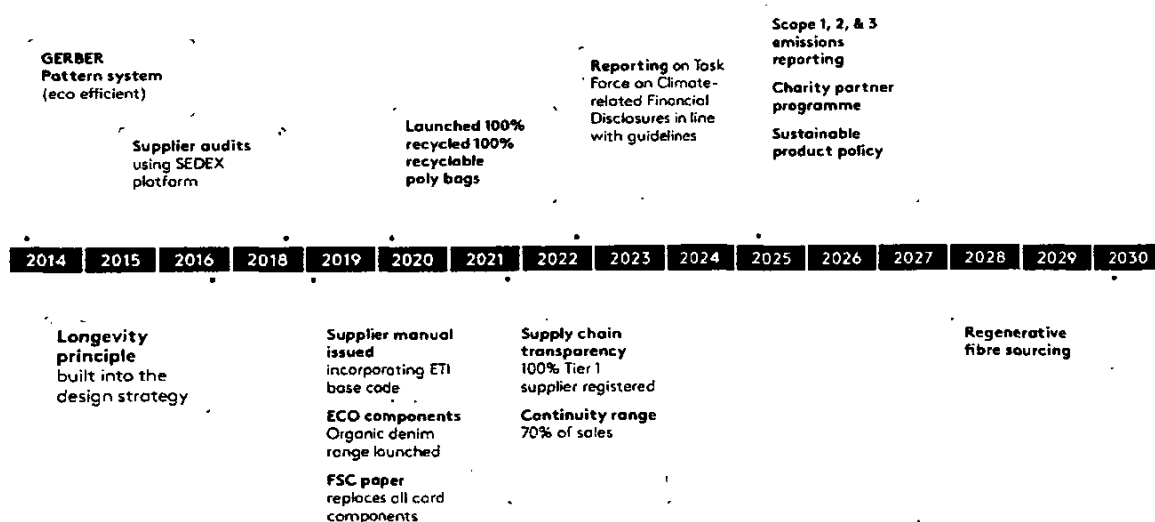 GERBER
Pattern system
(eco efficient)
Supplier audits
using SEDEX
platform
Launched 100%
recycled 100%
recyclable
poly bags
Reporting on Task
Force on Climate-
related Financial
Disclosures in line
with guidelines
Scope 1, 2, & 3
emissions
reporting
Charity partner
programme
Sustainable
product policy
2014 2015 2016 2018 2019 2020 2021 2022 2023 2024 2025 2026 2027 2028 2029 2030
Longevity
principle
built into the
design strategy
Supplier manual
issued
incorporating ETI
base code
ECO components
Organic denim
range launched
FSC paper
replaces all card
components
Supply chain
transparency
100% Tier 1
supplier registered
Continuity range
70% of sales
Regenerative
fibre sourcing